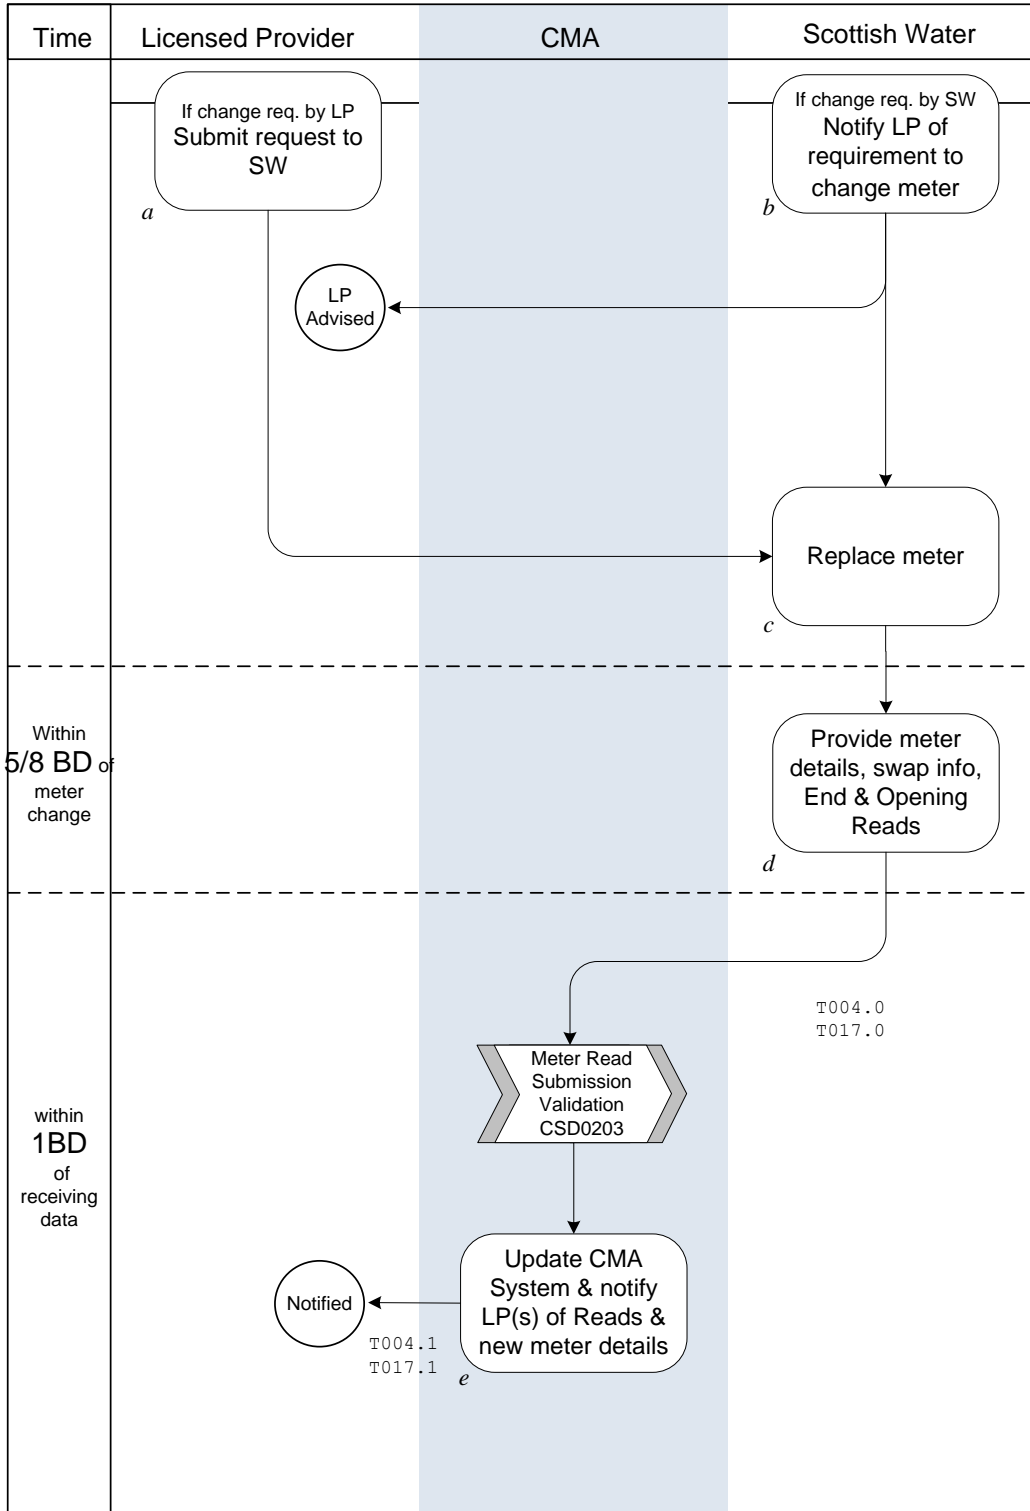 Time
Licensed Provider
CMA
Scottish Water
If change req. by LP
Submit request to
SW
a
If change req. by SW
Notify LP of
requirement to
change meter
b
LP
Advised
Replace meter
c
Within
5/8 BD of
meter
change
Provide meter
details, swap info,
End & Opening
Reads
d
T004.0
T017.0
within
1BD
of
receiving
data
Meter Read
Submission
Validation
CSD0203
Update CMA
System & notify
LP(s) of Reads &
new meter details
e
Notified
T004.1
T017.1